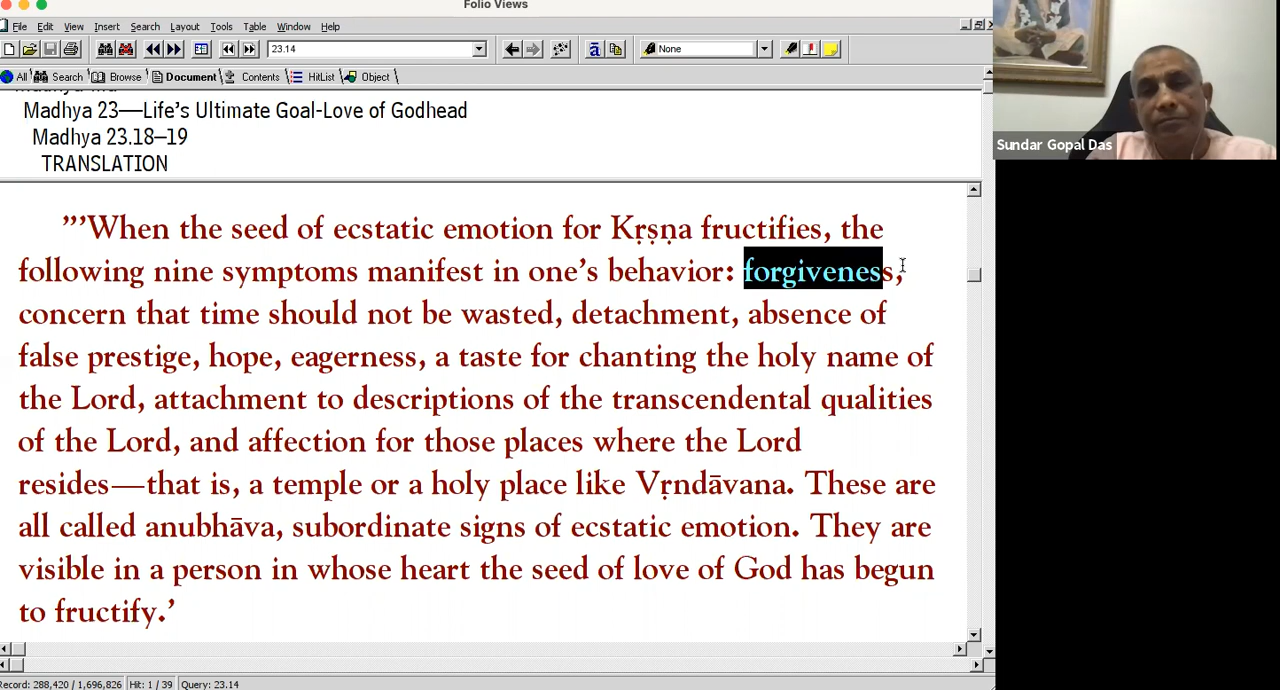 Folio Views
File Edit View Insert Search Layout Tools Table Window Help
23.14
None
All Search Browse Document Contents HitList Object
Madhya 23—Life's Ultimate Goal-Love of Godhead
Madhya 23.18–19
TRANSLATION
"'When the seed of ecstatic emotion for Kṛṣṇa fructifies, the
following nine symptoms manifest in one's behavior: forgiveness,
concern that time should not be wasted, detachment, absence of
false prestige, hope, eagerness, a taste for chanting the holy name of
the Lord, attachment to descriptions of the transcendental qualities
of the Lord, and affection for those places where the Lord
resides—that is, a temple or a holy place like Vṛndāvana. These are
all called anubhāva, subordinate signs of ecstatic emotion. They are
visible in a person in whose heart the seed of love of God has begun
to fructify.'
Record: 288,420 / 1,696,826 Hit: 1 / 39 Query: 23.14
Sundar Gopal Das